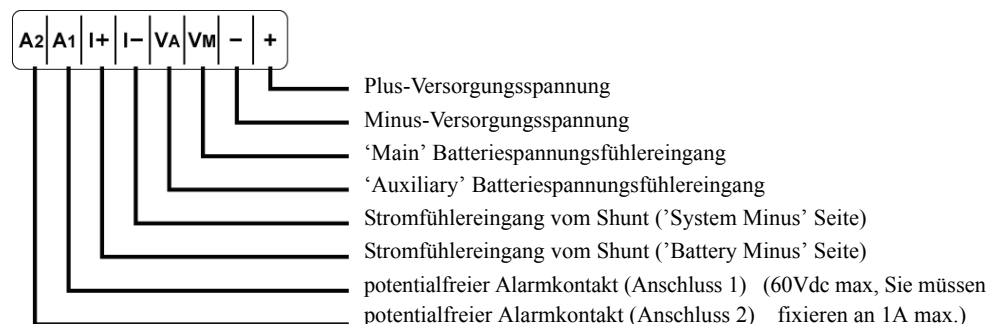 A2 A1 I+ I− VA VM − +
Plus-Versorgungsspannung
Minus-Versorgungsspannung
‘Main’ Batteriespannungsfühlereingang
‘Auxiliary’ Batteriespannungsfühlereingang
Stromfühlereingang vom Shunt (’System Minus’ Seite)
Stromfühlereingang vom Shunt (’Battery Minus’ Seite)
potentialfreier Alarmkontakt (Anschluss 1) (60Vdc max, Sie müssen
potentialfreier Alarmkontakt (Anschluss 2) fixieren an 1A max.)